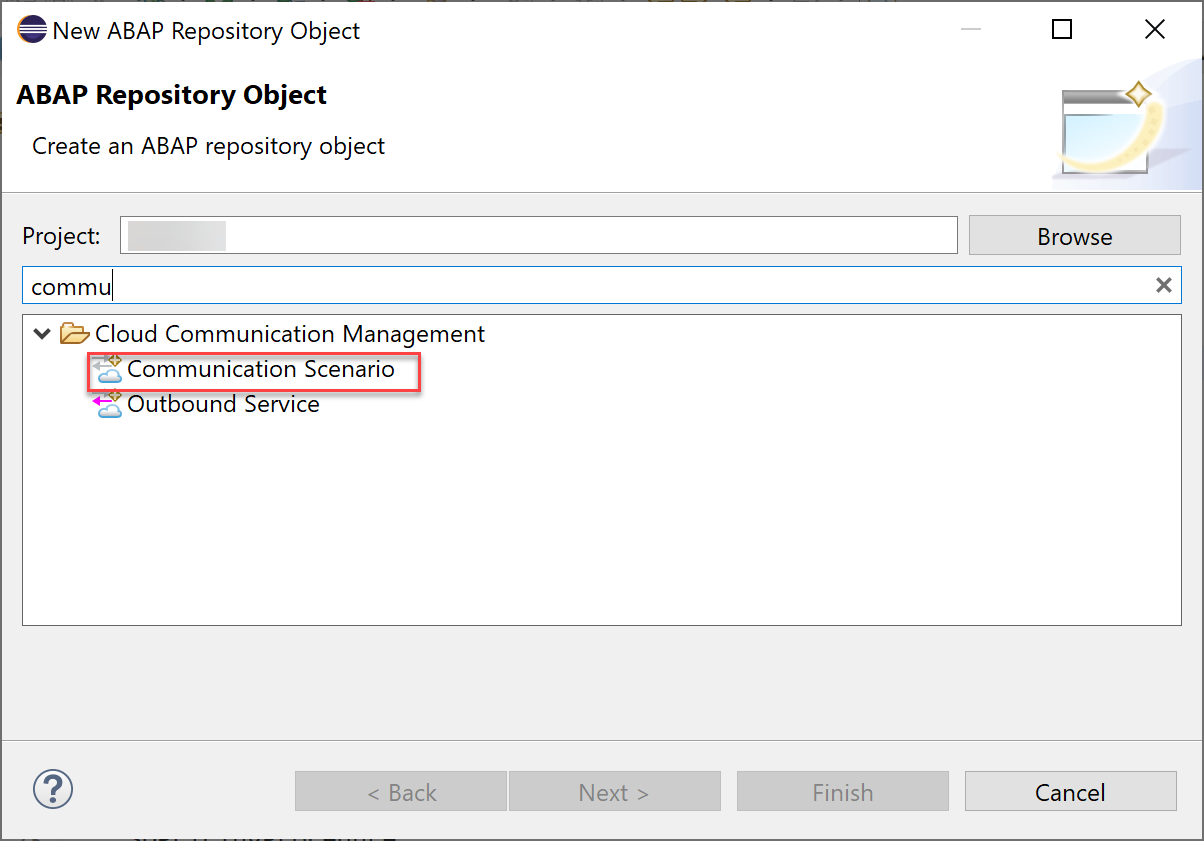 New ABAP Repository Object
ABAP Repository Object
Create an ABAP repository object
Project:
Browse
commu
Cloud Communication Management
Communication Scenario
Outbound Service
?
< Back
Next >
Finish
Cancel